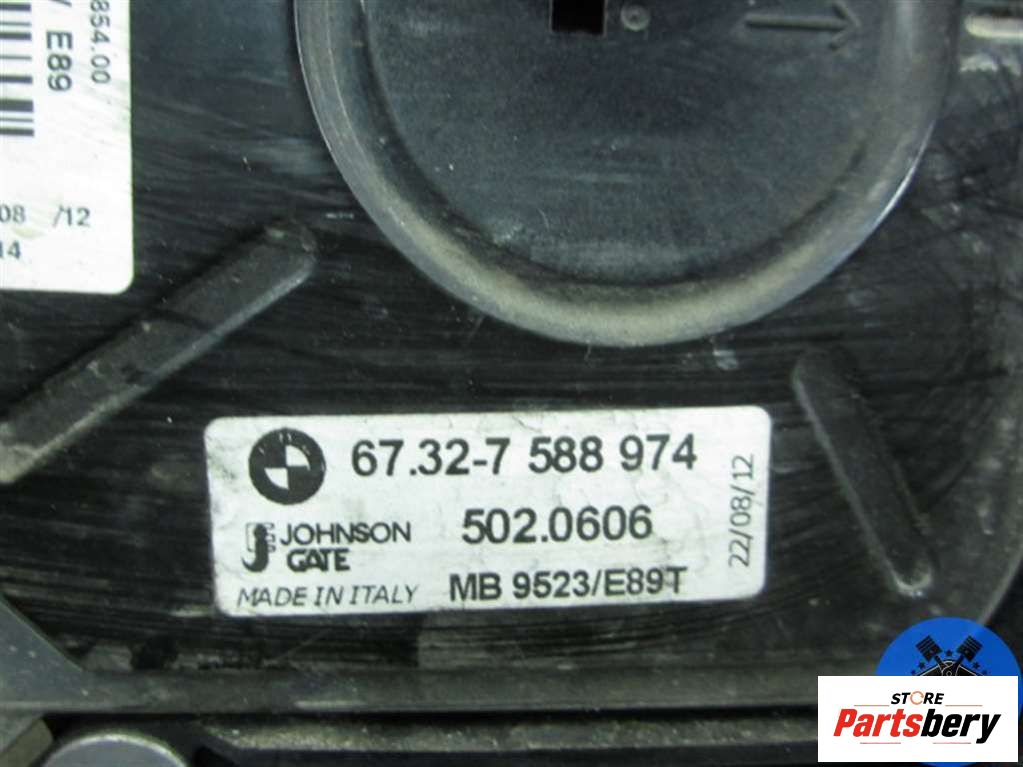 8854.00
E89
08 /12
14
67.32-7 588 974
JOHNSON
GATE
502.0606
MADE IN ITALY
MB 9523/E89T
22/08/12
STORE
Partsbery